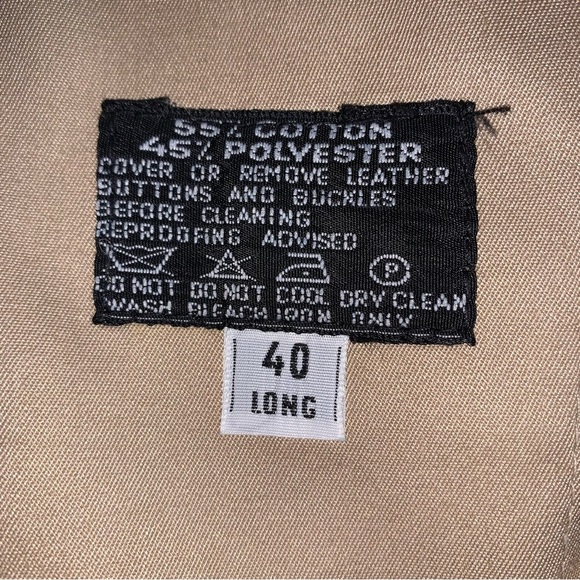 55% COTTON
45% POLYESTER
COVER OR REMOVE LEATHER
BUTTONS AND BUCKLES
BEFORE CLEANING
REPROOFING ADVISED
P
DO NOT DO NOT COOL DRY CLEAN
WASH BLEACH IRON ONLY
40
LONG